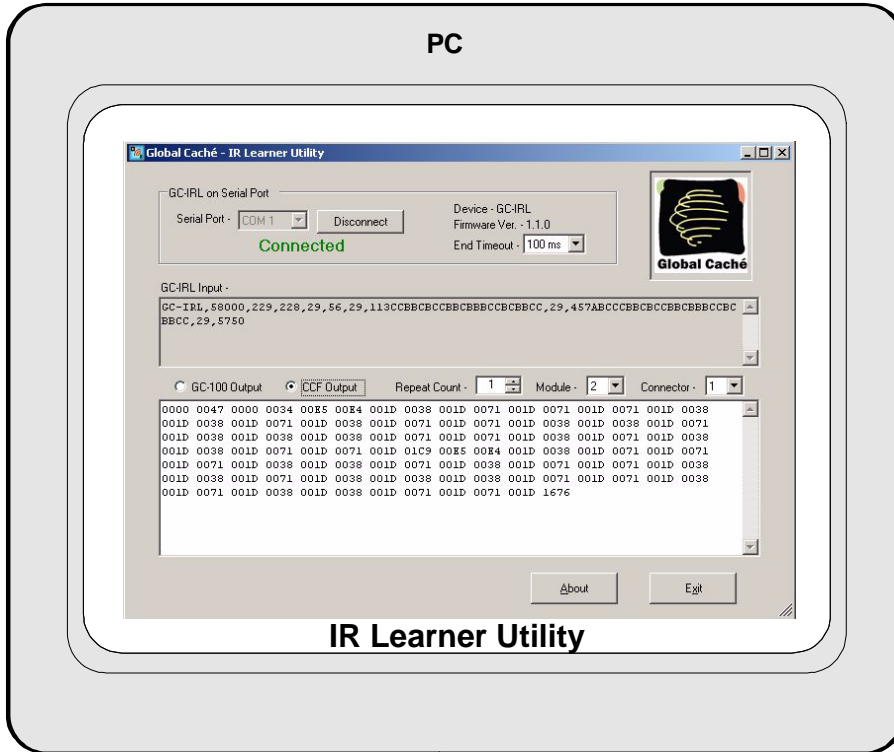 PC
Global Caché - IR Learner Utility
GC-IRL on Serial Port
Serial Port - COM 1 Disconnect
Connected
Device - GC-IRL
Firmware Ver. - 1.1.0
End Timeout - 100 ms
Global Caché
GC-IRL Input -
GC-IRL,58000,229,228,29,56,29,113CCBBCBCCBBCBBBCCBCBBCC,29,457ABCCCBBCBCCBBCBBBCCBC
BBCC,29,5750
GC-100 Output CCF Output Repeat Count - 1 Module - 2 Connector - 1
0000 0047 0000 0034 00E5 00E4 001D 0038 001D 0071 001D 0071 001D 0071 001D 0038
001D 0038 001D 0071 001D 0038 001D 0071 001D 0071 001D 0038 001D 0038 001D 0071
001D 0038 001D 0038 001D 0038 001D 0071 001D 0071 001D 0038 001D 0071 001D 0038
001D 0038 001D 0071 001D 0071 001D 01C9 00E5 00E4 001D 0038 001D 0071 001D 0071
001D 0071 001D 0038 001D 0038 001D 0071 001D 0038 001D 0071 001D 0071 001D 0038
001D 0038 001D 0071 001D 0038 001D 0038 001D 0038 001D 0071 001D 0071 001D 0038
001D 0071 001D 0038 001D 0038 001D 0071 001D 0071 001D 1676
About Exit
IR Learner Utility